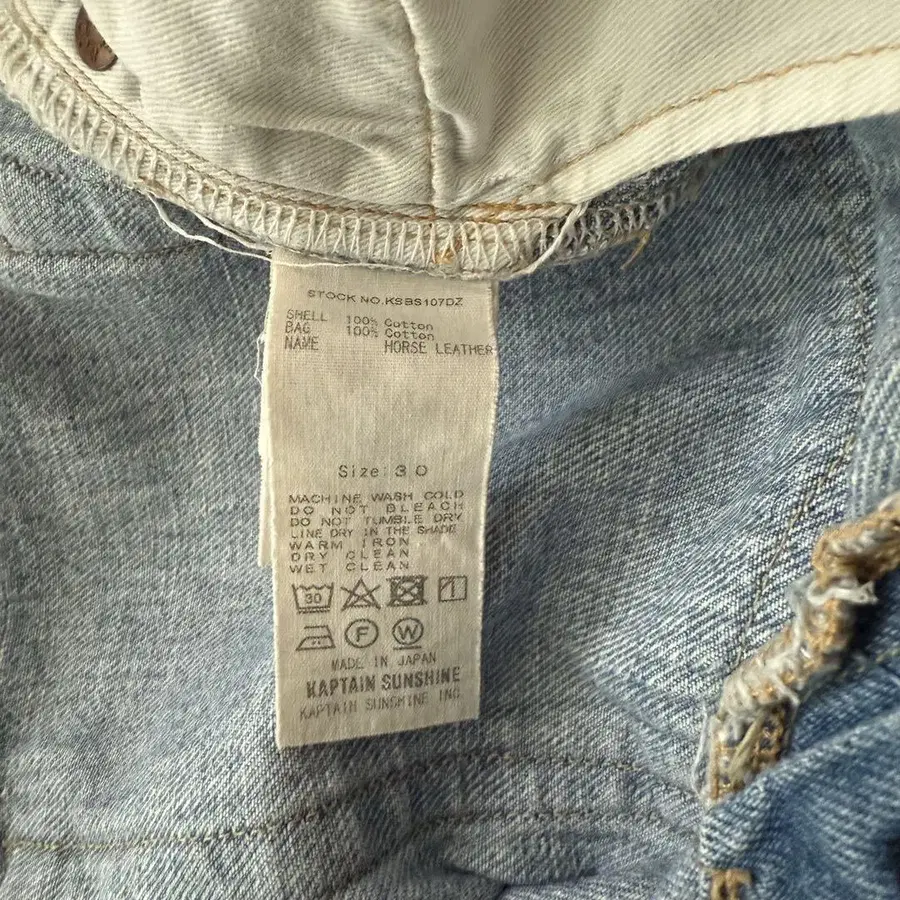 STOCK NO.KSBS107DZ
SHELL 100% Cotton
BAG 100% Cotton
NAME HORSE LEATHER
Size: 30
MACHINE WASH COLD
DO NOT BLEACH
DO NOT TUMBLE DRY
LINE DRY IN THE SHADE
WARM IRON
DRY CLEAN
WET CLEAN
30
F W
MADE IN JAPAN
KAPTAIN SUNSHINE
KAPTAIN SUNSHINE INC.